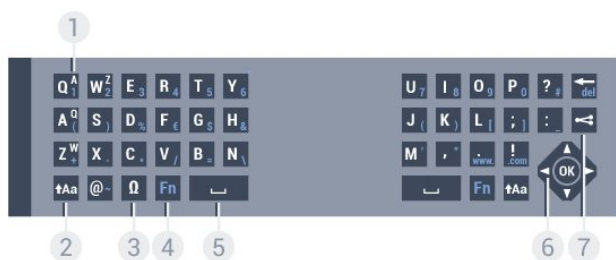 1
Q A 1 W Z 2 E 3 R 4 T 5 Y 6 U 7 I 8 O 9 P 0 ? # del
A Q ( S ) D % F € G $ H & J ( K ) L [ ; ] : _
Z W + X - C * V / B = N \ M ' , " . www. ! .com OK
Aa @ ~ Ω Fn Fn Aa
2 3 4 5 6 7